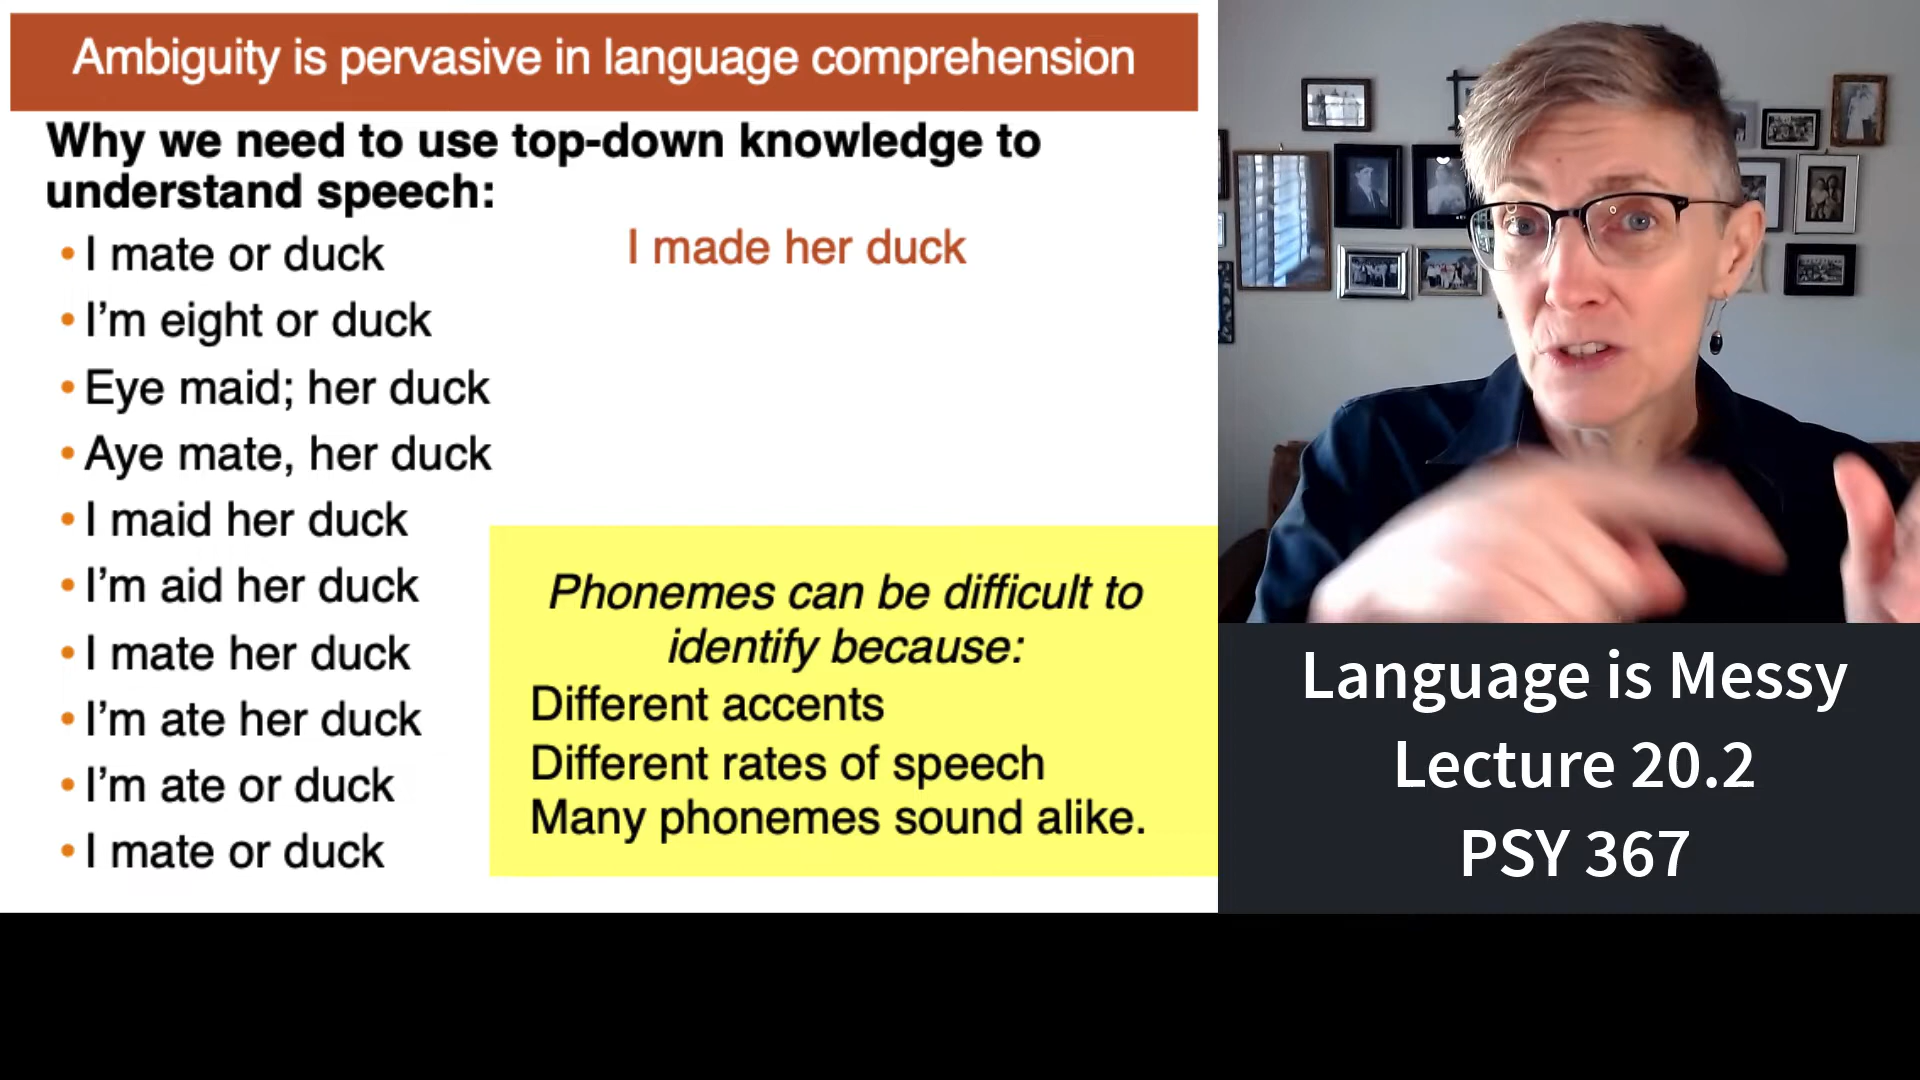 Ambiguity is pervasive in language comprehension
Why we need to use top-down knowledge to
understand speech:
• I mate or duck
• I'm eight or duck
• Eye maid; her duck
• Aye mate, her duck
• I maid her duck
• I'm aid her duck
• I mate her duck
• I'm ate her duck
• I'm ate or duck
• I mate or duck
I made her duck
Phonemes can be difficult to
identify because:
Different accents
Different rates of speech
Many phonemes sound alike.
Language is Messy
Lecture 20.2
PSY 367